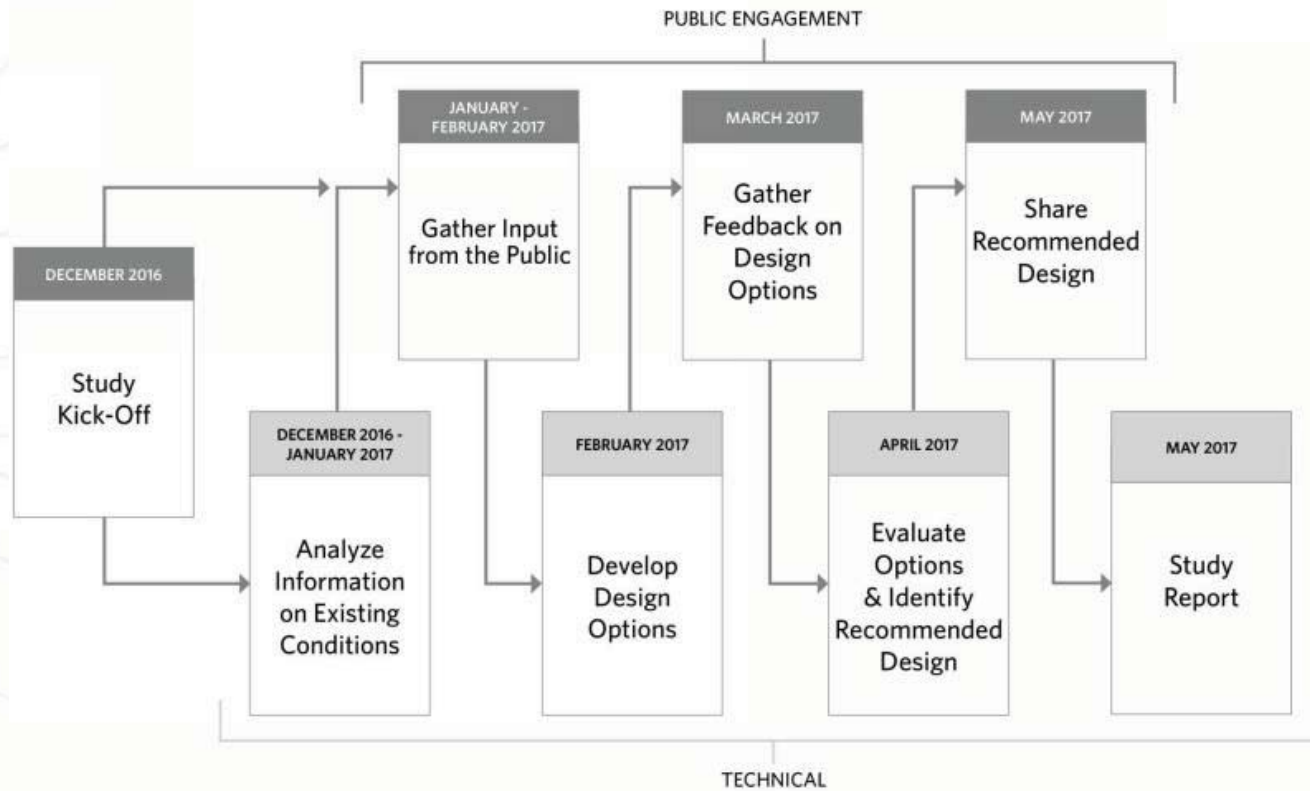 PUBLIC ENGAGEMENT
DECEMBER 2016
Study
Kick-Off
DECEMBER 2016 -
JANUARY 2017
Analyze
Information
on Existing
Conditions
JANUARY -
FEBRUARY 2017
Gather Input
from the Public
FEBRUARY 2017
Develop
Design
Options
MARCH 2017
Gather
Feedback on
Design
Options
APRIL 2017
Evaluate
Options
& Identify
Recommended
Design
MAY 2017
Share
Recommended
Design
MAY 2017
Study
Report
TECHNICAL